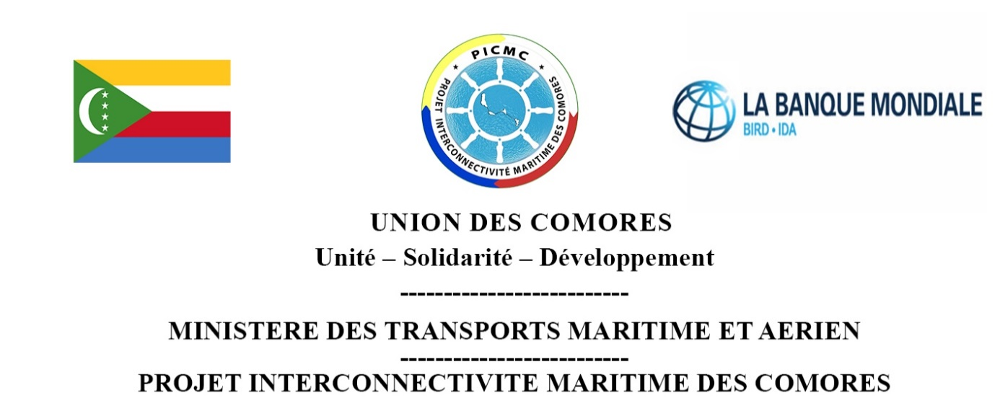 PICMC
PROJET INTERCONNECTIVITÉ MARITIME DES COMORES
LA BANQUE MONDIALE
BIRD • IDA
UNION DES COMORES
Unité – Solidarité – Développement
--------------------------
MINISTERE DES TRANSPORTS MARITIME ET AERIEN
--------------------------
PROJET INTERCONNECTIVITE MARITIME DES COMORES